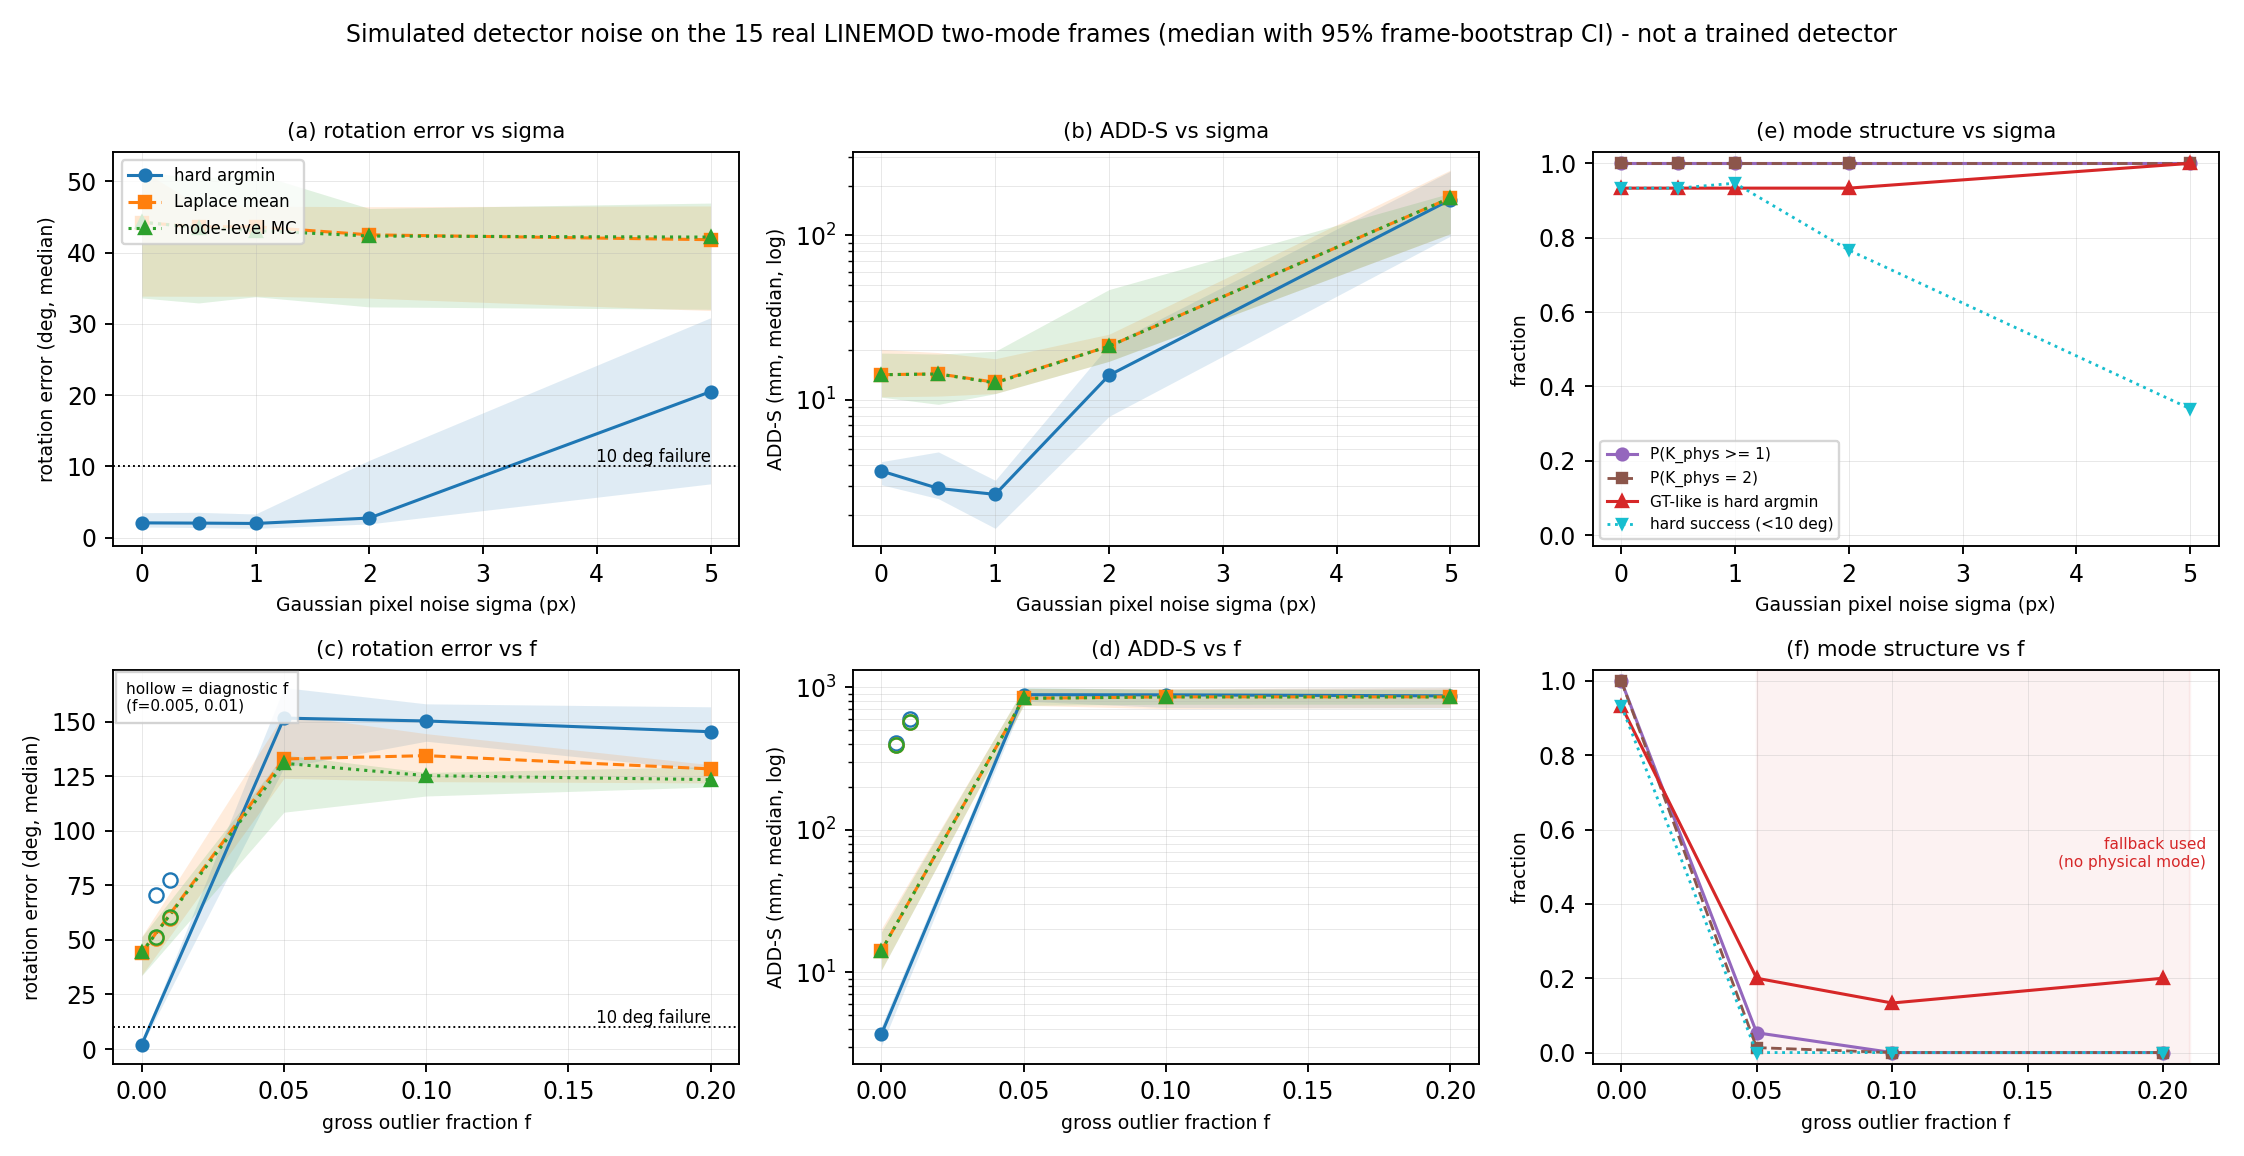 Simulated detector noise on the 15 real LINEMOD two-mode frames (median with 95% frame-bootstrap CI) - not a trained detector
(a) rotation error vs sigma
rotation error (deg, median)
50
40
30
20
10
0
hard argmin
Laplace mean
mode-level MC
10 deg failure
0 1 2 3 4 5
Gaussian pixel noise sigma (px)
(b) ADD-S vs sigma
ADD-S (mm, median, log)
10²
10¹
0 1 2 3 4 5
Gaussian pixel noise sigma (px)
(e) mode structure vs sigma
fraction
1.0
0.8
0.6
0.4
0.2
0.0
P(K_phys >= 1)
P(K_phys = 2)
GT-like is hard argmin
hard success (<10 deg)
0 1 2 3 4 5
Gaussian pixel noise sigma (px)
(c) rotation error vs f
rotation error (deg, median)
hollow = diagnostic f
(f=0.005, 0.01)
150
125
100
75
50
25
0
10 deg failure
0.00 0.05 0.10 0.15 0.20
gross outlier fraction f
(d) ADD-S vs f
ADD-S (mm, median, log)
10³
10²
10¹
0.00 0.05 0.10 0.15 0.20
gross outlier fraction f
(f) mode structure vs f
fraction
1.0
0.8
0.6
0.4
0.2
0.0
fallback used
(no physical mode)
0.00 0.05 0.10 0.15 0.20
gross outlier fraction f